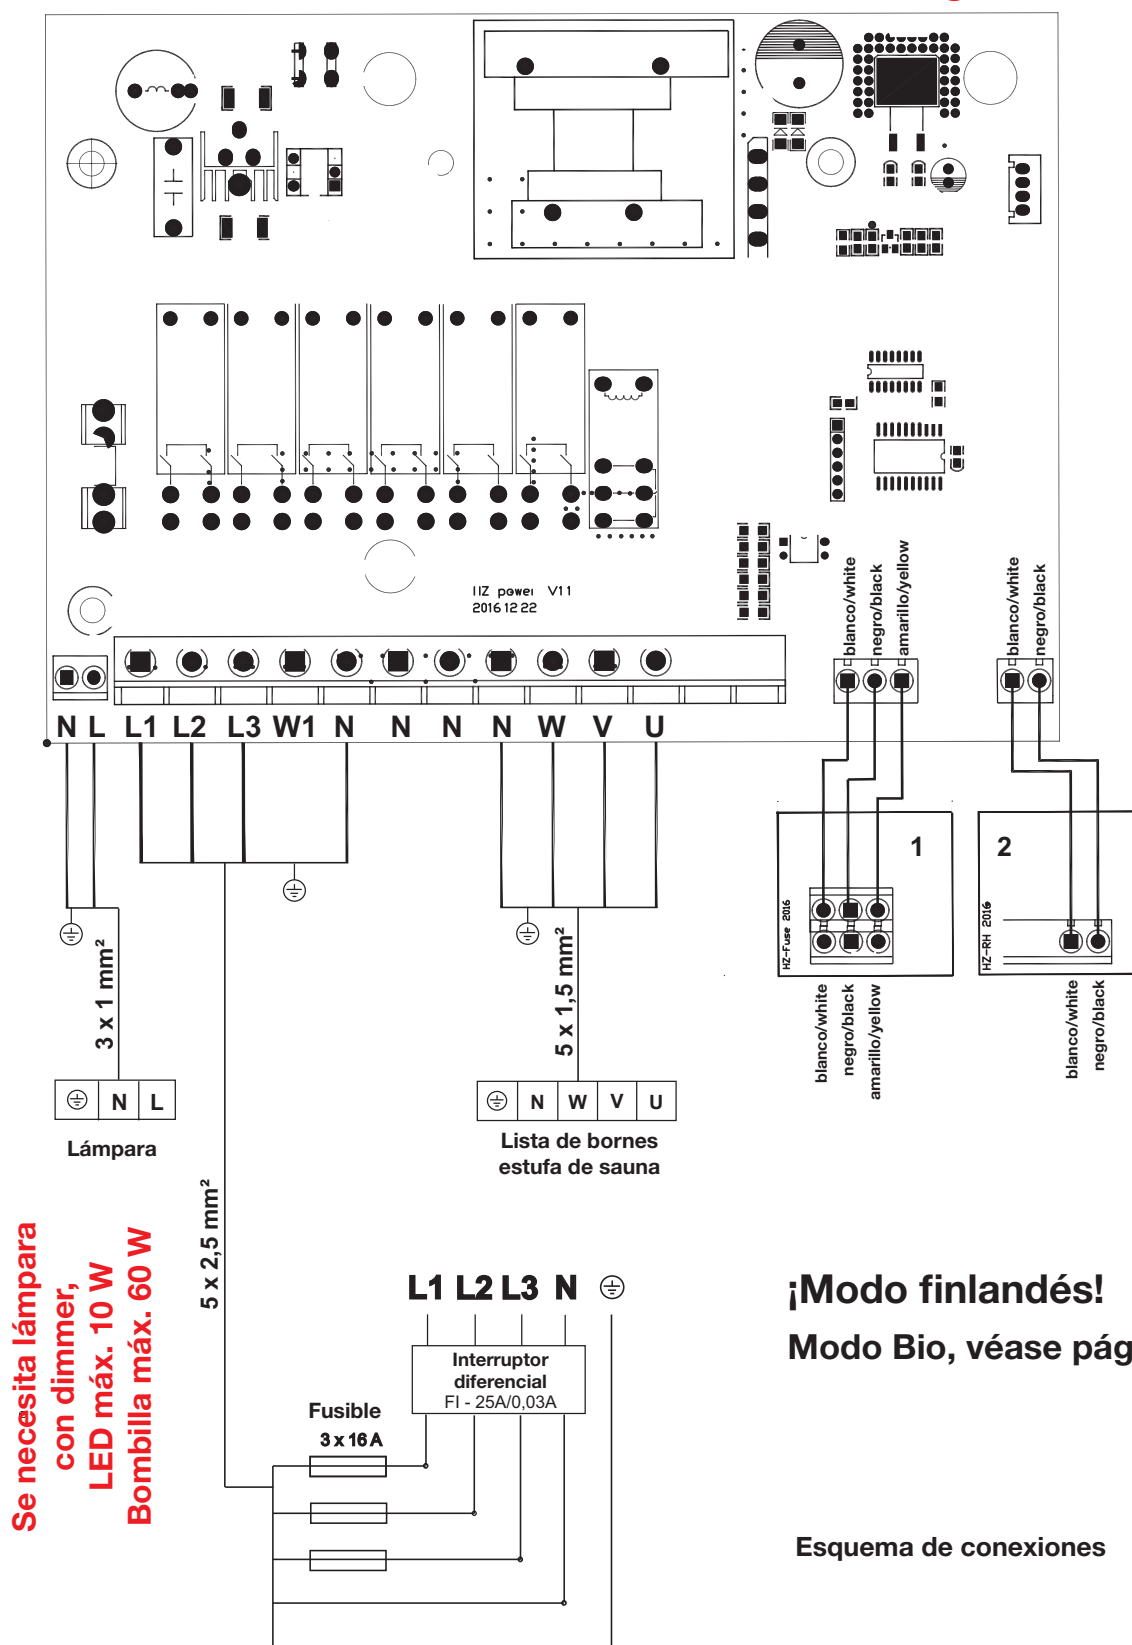 IIZ power V11
2016 12 22
blanco/white
negro/black
amarillo/yellow
blanco/white
negro/black
N L L1 L2 L3 W1 N N N N W V U
1
2
HZ-Fuse 2016
HZ-RH 2016
3 x 1 mm²
5 x 1,5 mm²
blanco/white
negro/black
amarillo/yellow
blanco/white
negro/black
N L
Lámpara
N W V U
Lista de bornes
estufa de sauna
5 x 2,5 mm²
Se necesita lámpara
con dimmer,
LED máx. 10 W
Bombilla máx. 60 W
L1 L2 L3 N
Interruptor
diferencial
FI - 25A/0,03A
Fusible
3 x 16 A
¡Modo finlandés!
Modo Bio, véase pág
Esquema de conexiones